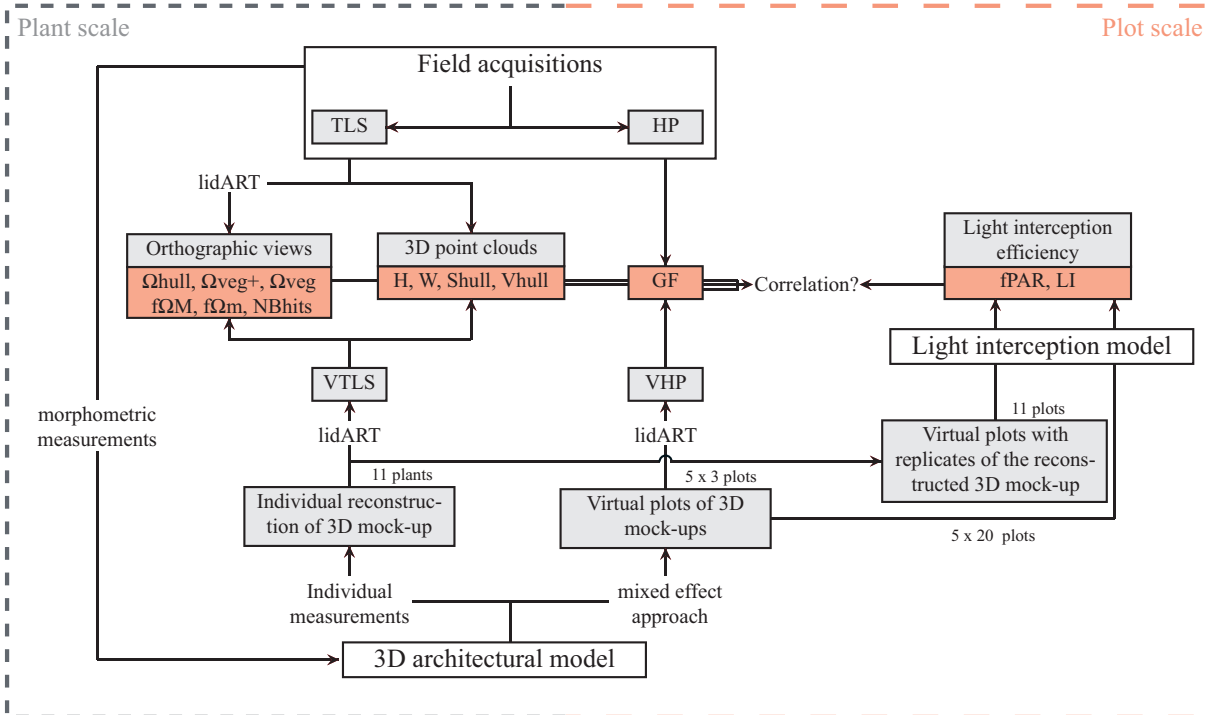 Plant scale
Plot scale
Field acquisitions
TLS
HP
lidART
Orthographic views
Ωhull, Ωveg+, Ωveg
fΩM, fΩm, NBhits
3D point clouds
H, W, Shull, Vhull
GF
Correlation?
Light interception
efficiency
fPAR, LI
Light interception model
VTLS
VHP
morphometric
measurements
lidART
lidART
11 plants
5 x 3 plots
11 plots
Virtual plots with
replicates of the recon-
structed 3D mock-up
Individual reconstruc-
tion of 3D mock-up
Virtual plots of 3D
mock-ups
5 x 20 plots
Individual
measurements
mixed effect
approach
3D architectural model